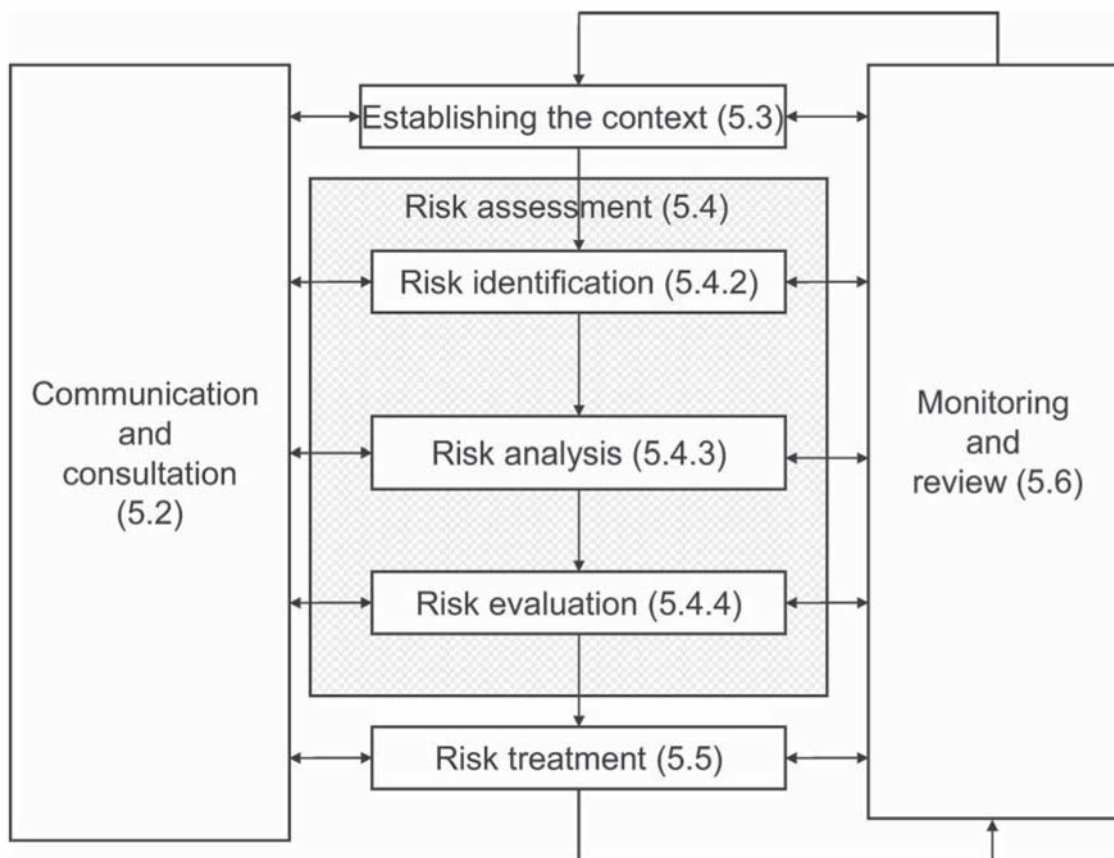 Establishing the context (5.3)
Risk assessment (5.4)
Risk identification (5.4.2)
Communication
and
consultation
(5.2)
Risk analysis (5.4.3)
Monitoring
and
review (5.6)
Risk evaluation (5.4.4)
Risk treatment (5.5)